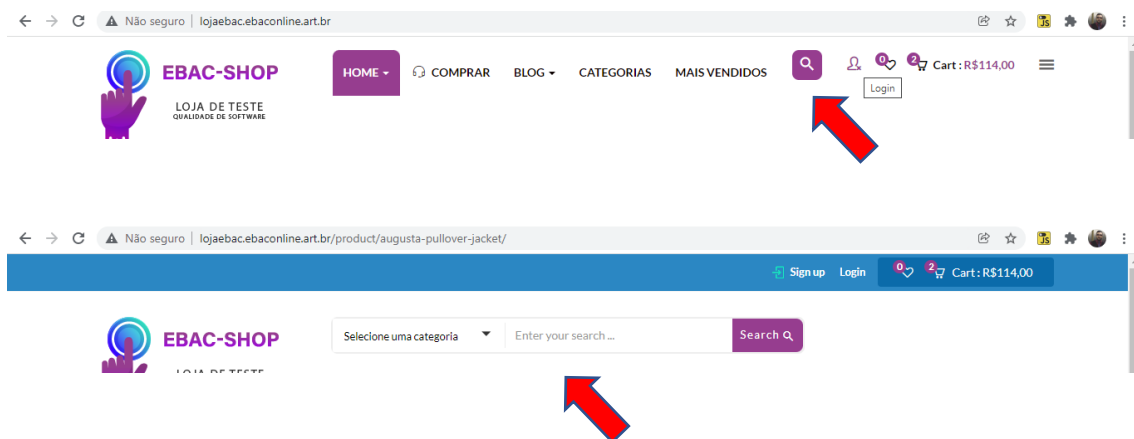 Não seguro | lojaebac.ebaconline.art.br
JS
EBAC-SHOP
LOJA DE TESTE
QUALIDADE DE SOFTWARE
HOME COMPRAR BLOG CATEGORIAS MAIS VENDIDOS
0 2 Cart : R$114,00
Login
Não seguro | lojaebac.ebaconline.art.br/product/augusta-pullover-jacket/
JS
Sign up Login 0 2 Cart : R$114,00
EBAC-SHOP
Selecione uma categoria Enter your search ... Search
LOJA DE TESTE